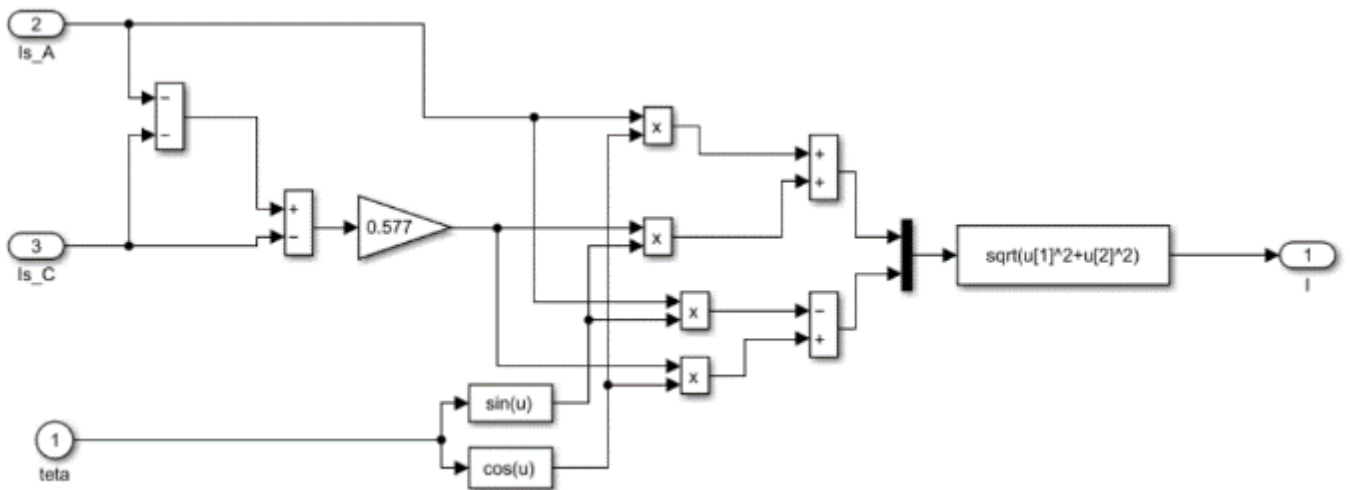 2
Is_A
−
−
x
+
+
+
−
0.577
x
3
Is_C
sqrt(u[1]^2+u[2]^2)
1
I
x
−
+
x
sin(u)
1
teta
cos(u)